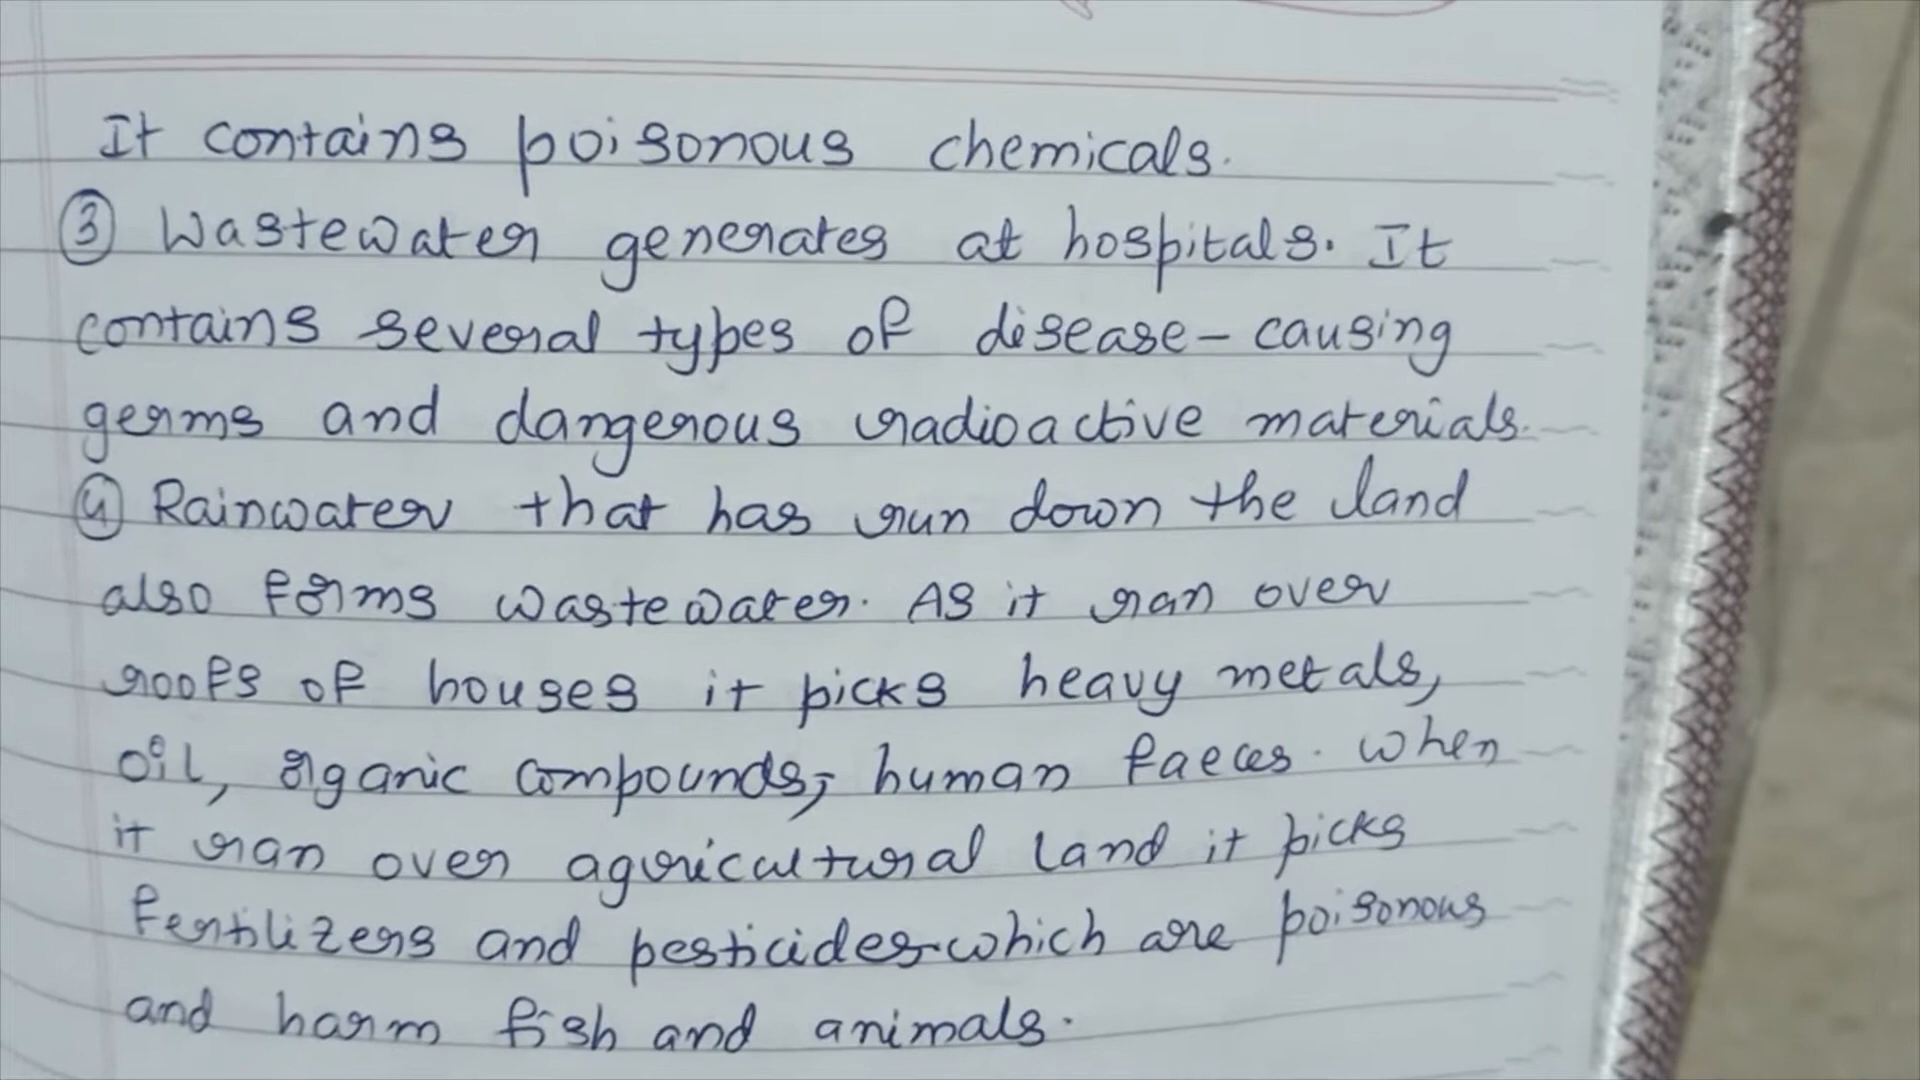 It contains poisonous chemicals.
③ Wastewater generates at hospitals. It
contains several types of disease-causing
germs and dangerous radioactive materials.
④ Rainwater that has run down the land
also forms wastewater. As it ran over
roofs of houses it picks heavy metals,
oil, organic compounds, human faeces. When
it ran over agricultural land it picks
fertilizers and pesticides which are poisonous
and harm fish and animals.